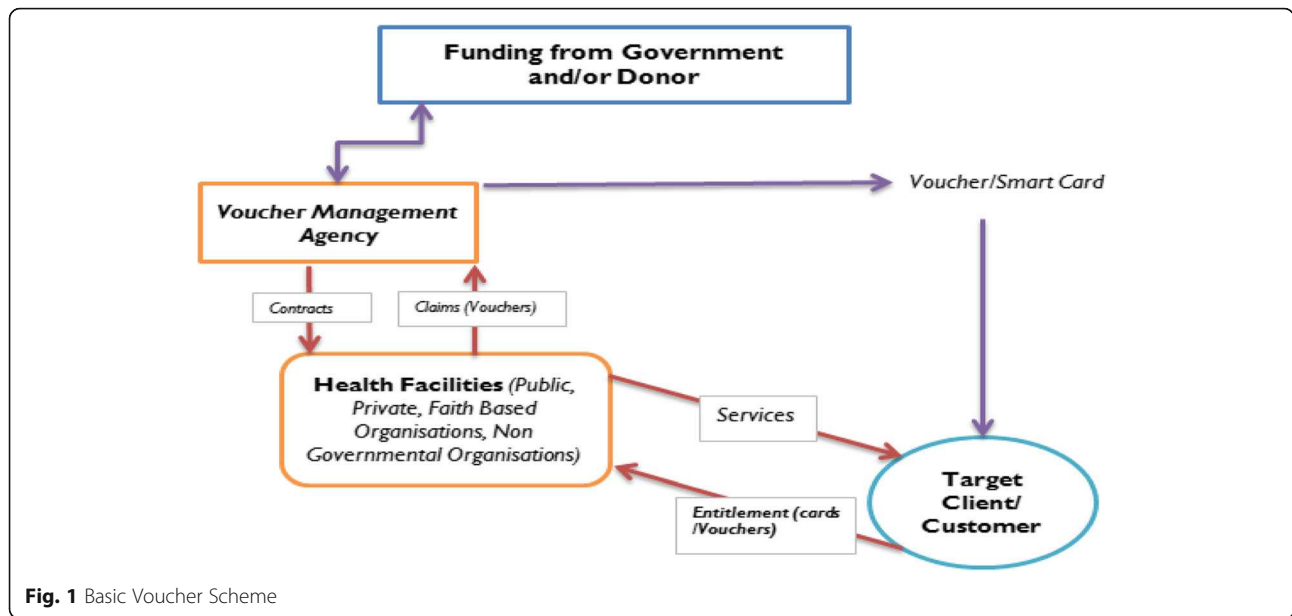 Funding from Government
and/or Donor
Voucher Management
Agency
Voucher/Smart Card
Contracts
Claims (Vouchers)
Health Facilities (Public,
Private, Faith Based
Organisations, Non
Governmental Organisations)
Services
Entitlement (cards
/Vouchers)
Target
Client/
Customer
Fig. 1 Basic Voucher Scheme